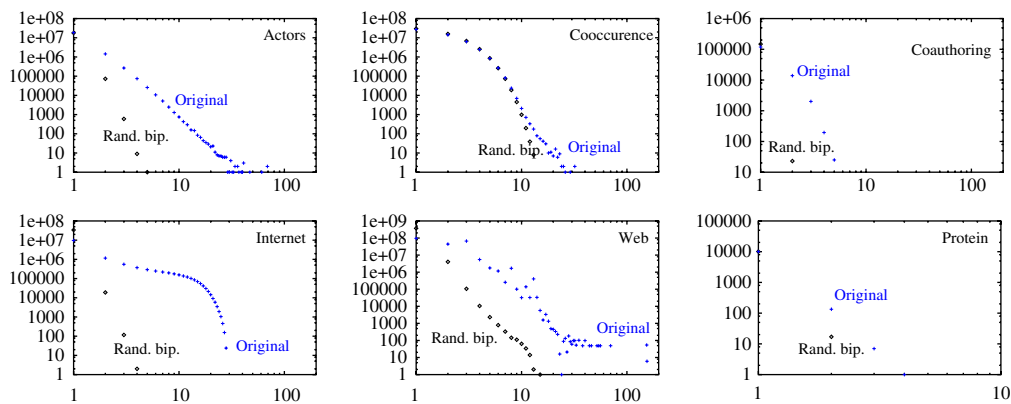 1e+08
1e+07
1e+06
100000
10000
1000
100
10
1
1
10
100
Actors
Original
Rand. bip.
1e+08
1e+07
1e+06
100000
10000
1000
100
10
1
1
10
100
Cooccurence
Rand. bip.
Original
1e+06
100000
10000
1000
100
10
1
10
100
Coauthoring
Original
Rand. bip.
1e+08
1e+07
1e+06
100000
10000
1000
100
10
1
1
10
100
Internet
Rand. bip.
Original
1e+09
1e+08
1e+07
1e+06
100000
10000
1000
100
10
1
1
10
100
Web
Original
Rand. bip.
100000
10000
1000
100
10
1
1
10
Protein
Original
Rand. bip.